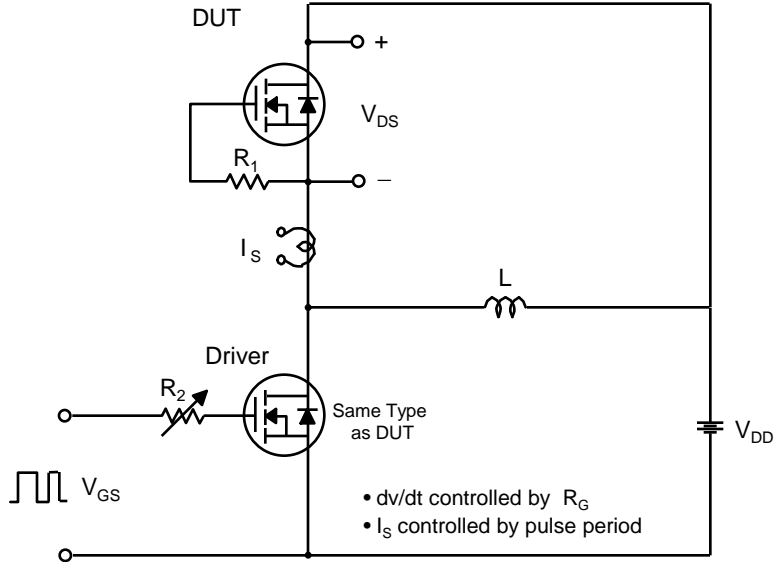 DUT
+
V_DS
R_1
−
I_S
L
Driver
R_2
Same Type
as DUT
V_DD
V_GS
• dv/dt controlled by R_G
• I_S controlled by pulse period